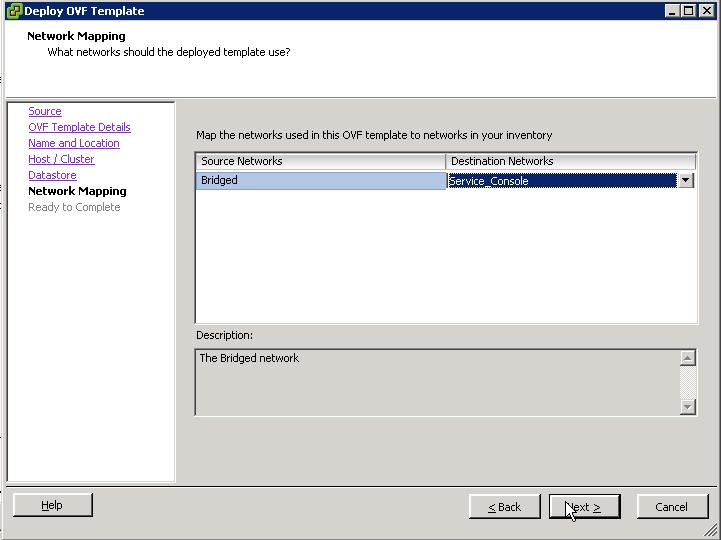 Deploy OVF Template
Network Mapping
What networks should the deployed template use?
Source
OVF Template Details
Name and Location
Host / Cluster
Datastore
Network Mapping
Ready to Complete
Map the networks used in this OVF template to networks in your inventory
Source Networks Destination Networks
Bridged Service_Console
Description:
The Bridged network
Help < Back Next > Cancel